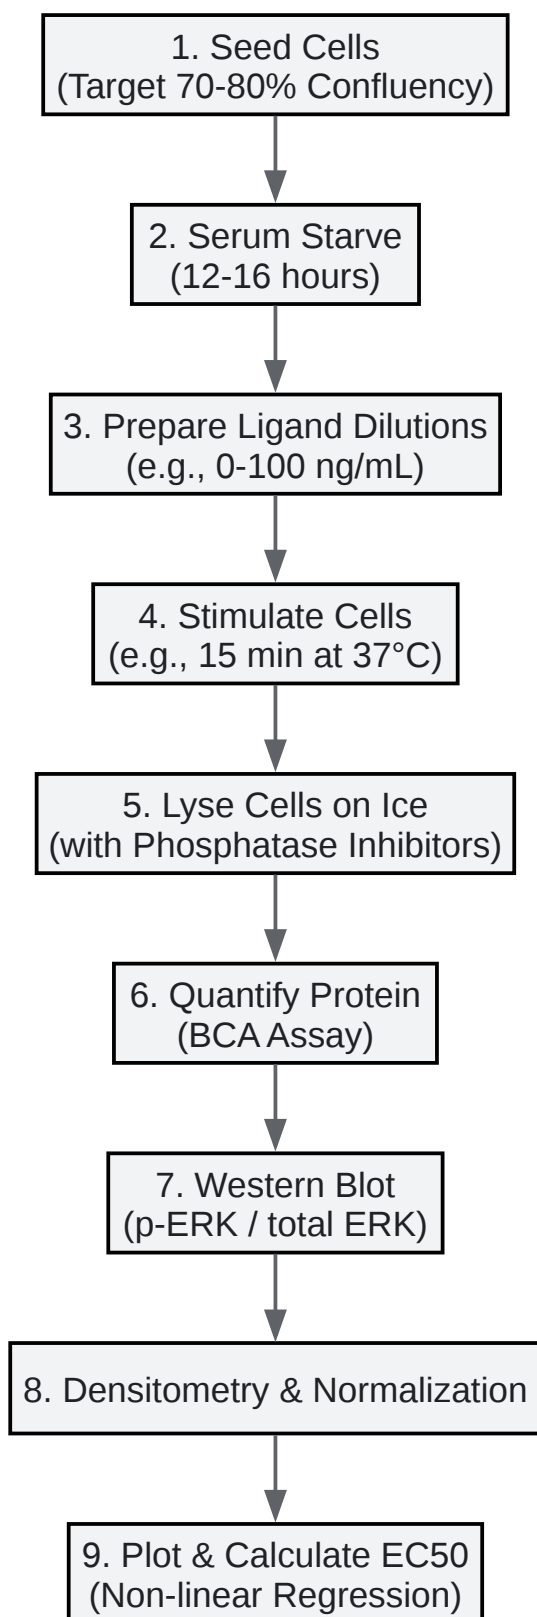 1. Seed Cells
(Target 70-80% Confluency)
2. Serum Starve
(12-16 hours)
3. Prepare Ligand Dilutions
(e.g., 0-100 ng/mL)
4. Stimulate Cells
(e.g., 15 min at 37°C)
5. Lyse Cells on Ice
(with Phosphatase Inhibitors)
6. Quantify Protein
(BCA Assay)
7. Western Blot
(p-ERK / total ERK)
8. Densitometry & Normalization
9. Plot & Calculate EC50
(Non-linear Regression)